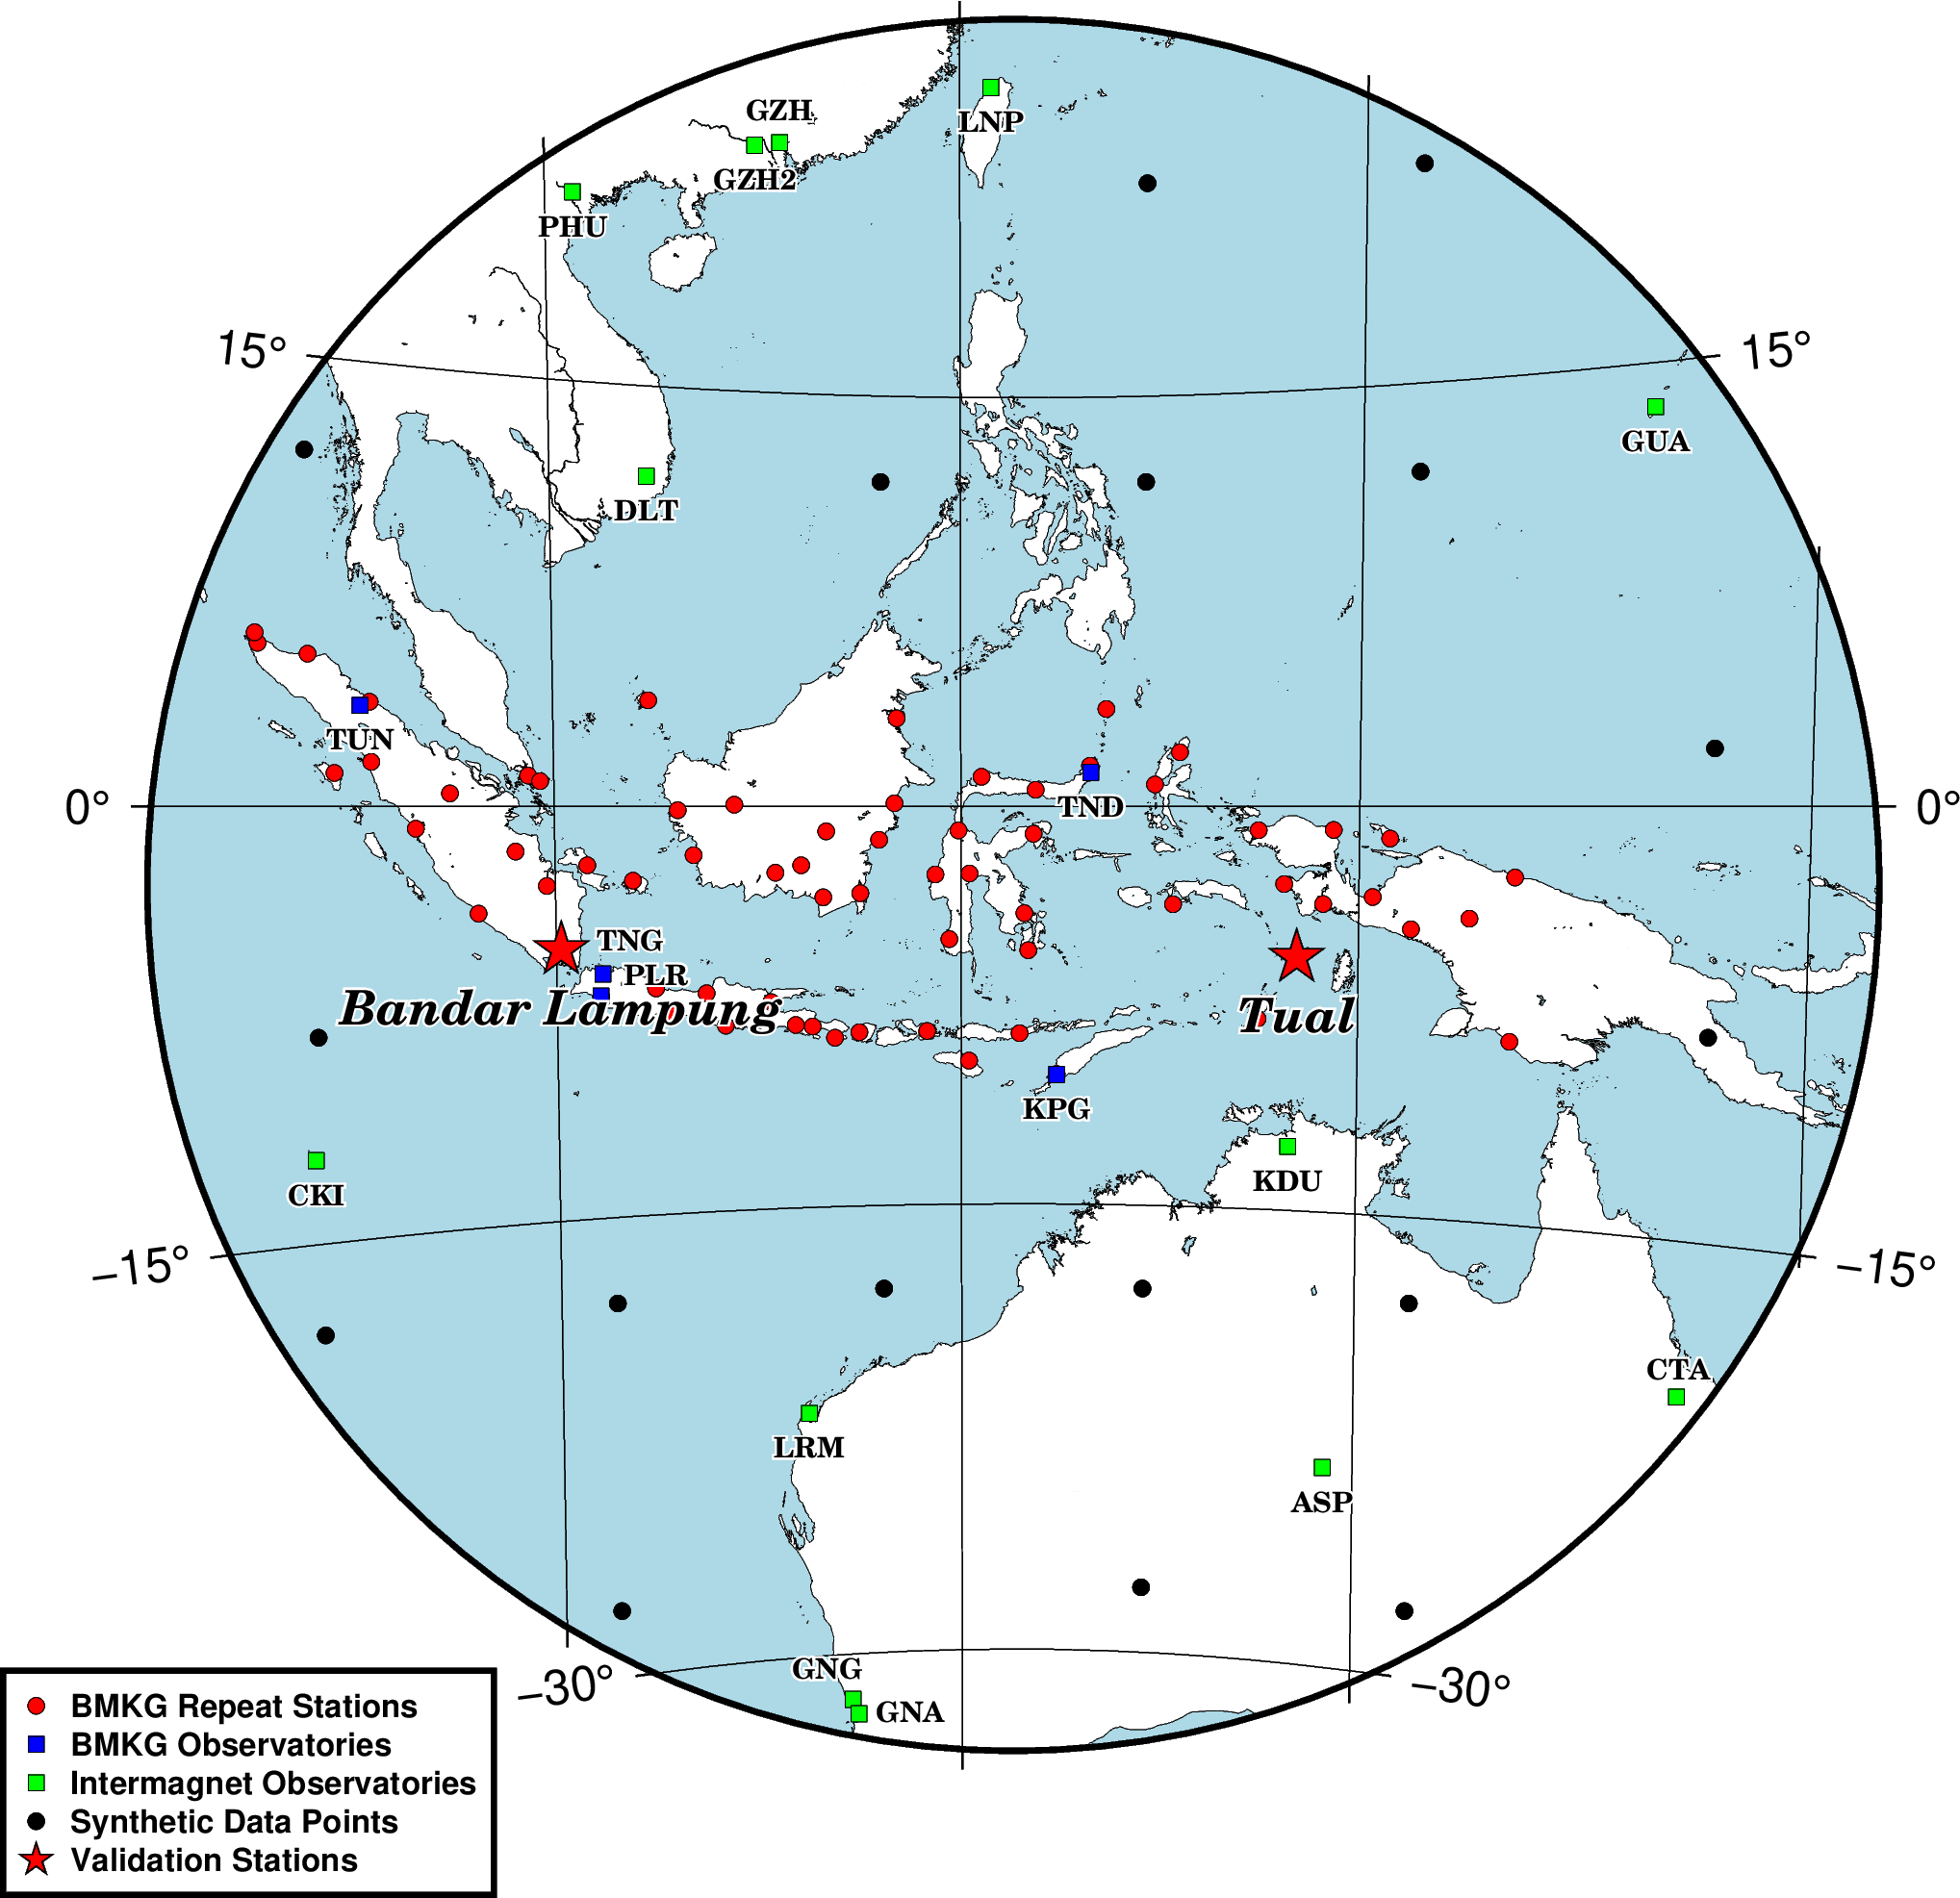 GZH
LNP
GZH2
PHU
15°
15°
GUA
DLT
TUN
0°
TND
0°
TNG
PLR
Bandar Lampung
Tual
KPG
KDU
CKI
−15°
−15°
CTA
LRM
ASP
GNG
−30°
−30°
GNA
BMKG Repeat Stations
BMKG Observatories
Intermagnet Observatories
Synthetic Data Points
Validation Stations